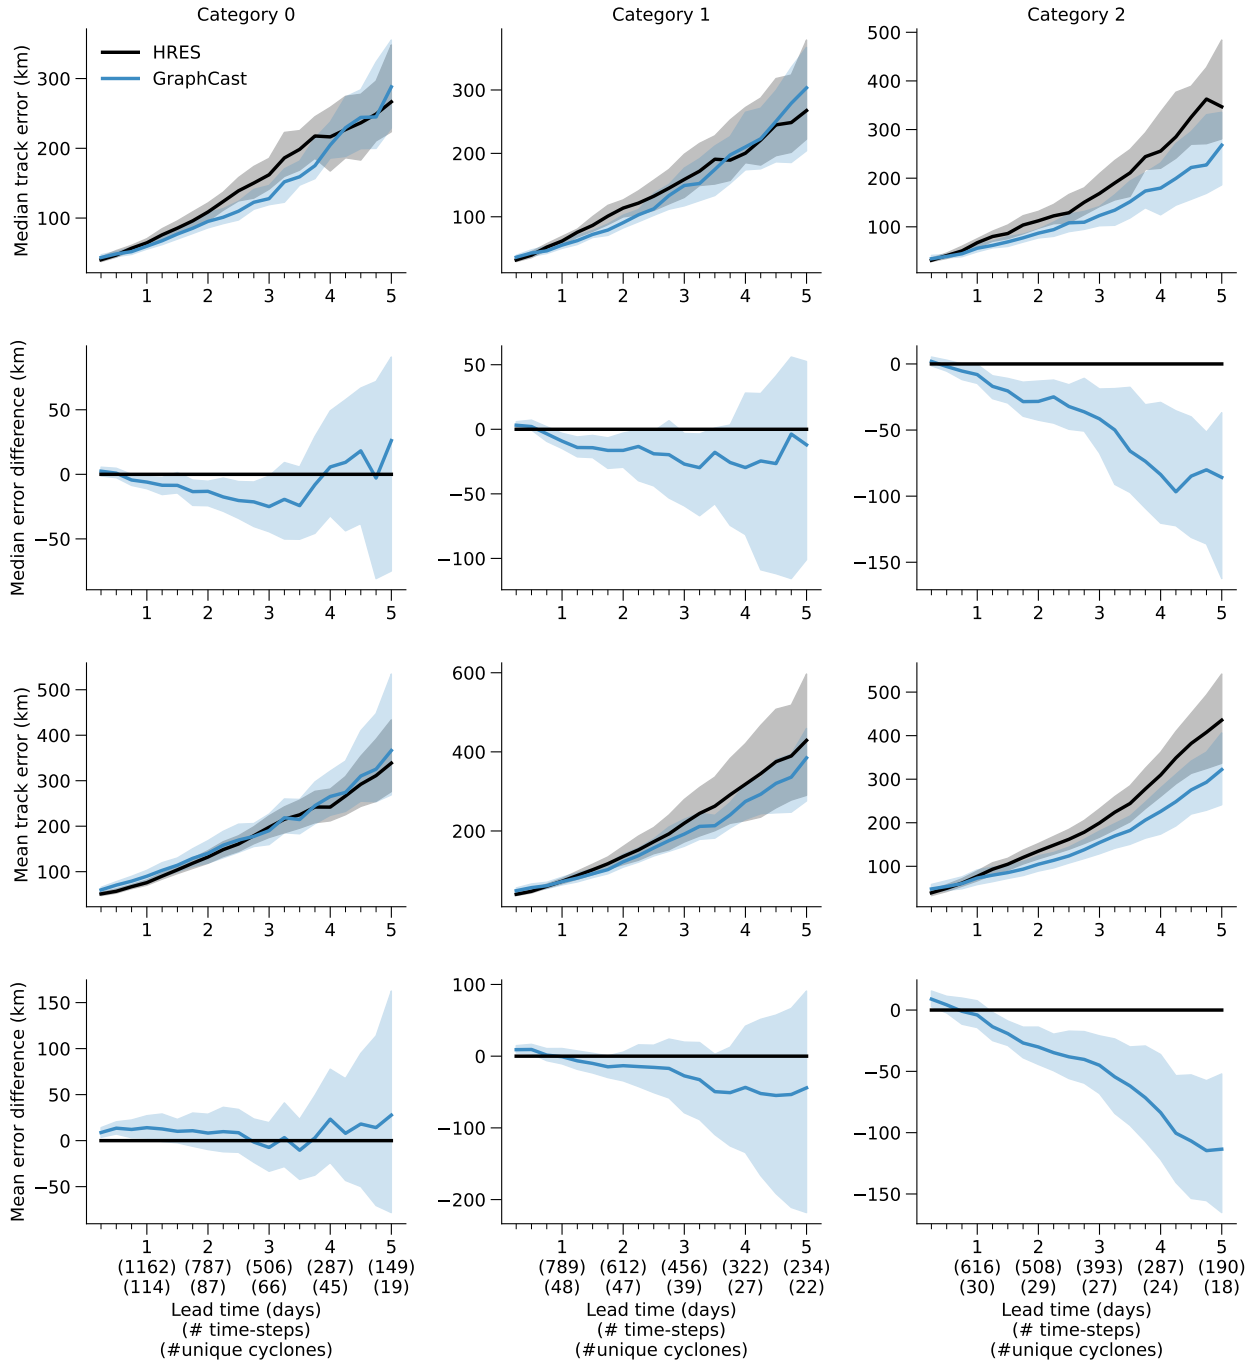 Category 0
Category 1
Category 2
HRES
GraphCast
Median track error (km)
300
200
100
1 2 3 4 5
300
200
100
1 2 3 4 5
500
400
300
200
100
1 2 3 4 5
Median error difference (km)
50
0
−50
1 2 3 4 5
50
0
−50
−100
1 2 3 4 5
0
−50
−100
−150
1 2 3 4 5
Mean track error (km)
500
400
300
200
100
1 2 3 4 5
600
400
200
1 2 3 4 5
500
400
300
200
100
1 2 3 4 5
Mean error difference (km)
150
100
50
0
−50
1 2 3 4 5
(1162) (787) (506) (287) (149)
(114) (87) (66) (45) (19)
Lead time (days)
(# time-steps)
(#unique cyclones)
100
0
−100
−200
1 2 3 4 5
(789) (612) (456) (322) (234)
(48) (47) (39) (27) (22)
Lead time (days)
(# time-steps)
(#unique cyclones)
0
−50
−100
−150
1 2 3 4 5
(616) (508) (393) (287) (190)
(30) (29) (27) (24) (18)
Lead time (days)
(# time-steps)
(#unique cyclones)